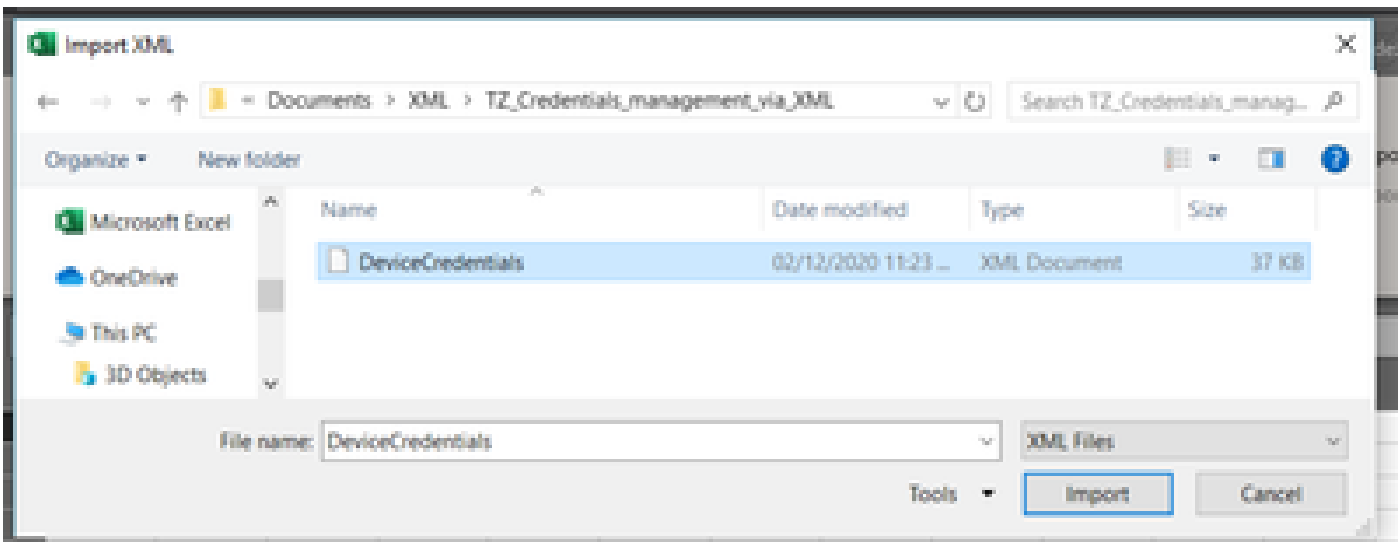 Import XML
« Documents > XML > TZ_Credentials_management_via_XML
Search TZ_Credentials_manag...
Organize
New folder
Name
Date modified
Type
Size
Microsoft Excel
OneDrive
This PC
3D Objects
DeviceCredentials
02/12/2020 11:23 ...
XML Document
37 KB
File name:
DeviceCredentials
XML Files
Tools
Import
Cancel